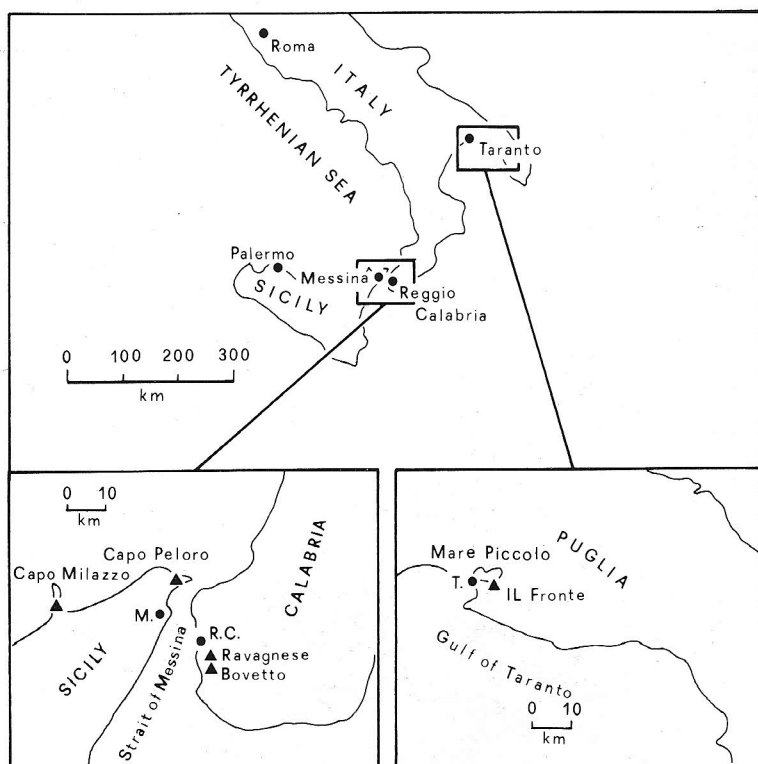 Roma
ITALY
TYRRHENIAN SEA
Taranto
Palermo
Messina
SICILY
Reggio
Calabria
0 100 200 300
km
0 10
km
Capo Peloro
Capo Milazzo
CALABRIA
M.
R.C.
Ravagnese
Bovetto
SICILY
Strait of Messina
PUGLIA
Mare Piccolo
T.
IL Fronte
Gulf of Taranto
0 10
km